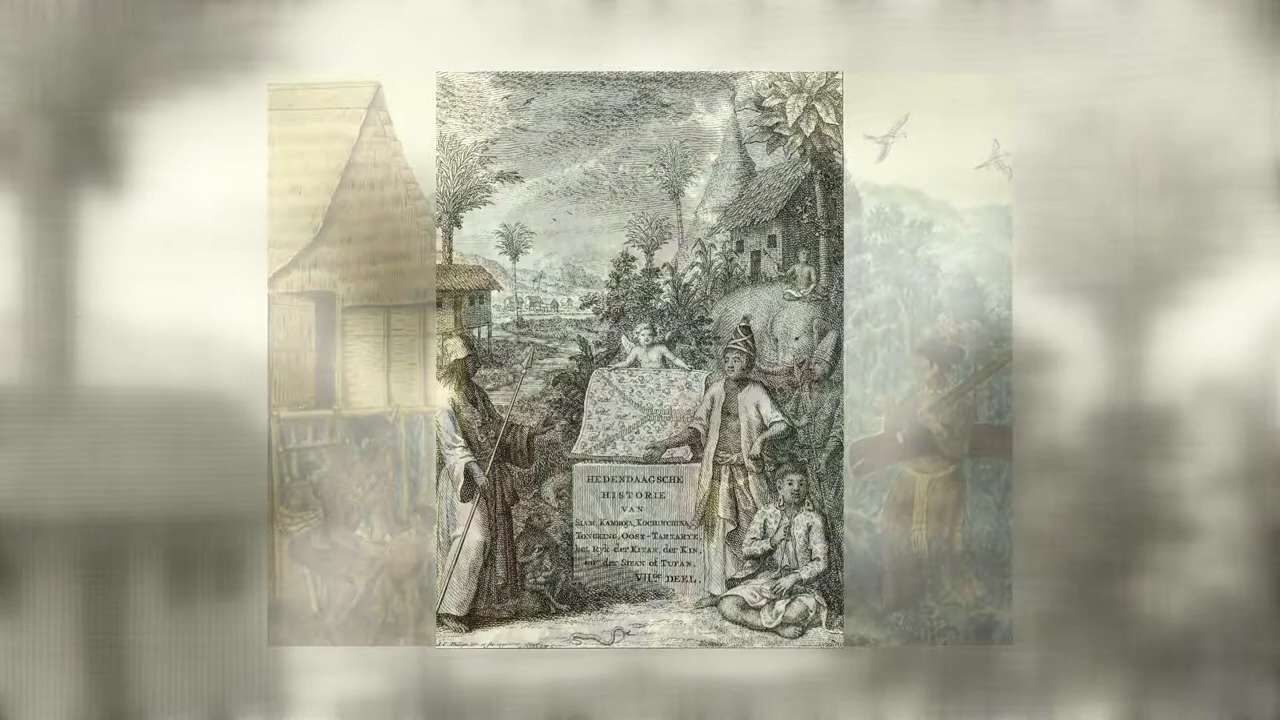 HEDENDAAGSCHE
HISTORIE
VAN
SIAM, KAMBOJA, KOCHINCHINA,
TONGKING, OOST-TARTARYE,
het Ryk der KITAN, der KIN,
en der SIFAN of TUFAN.
VIIde DEEL.